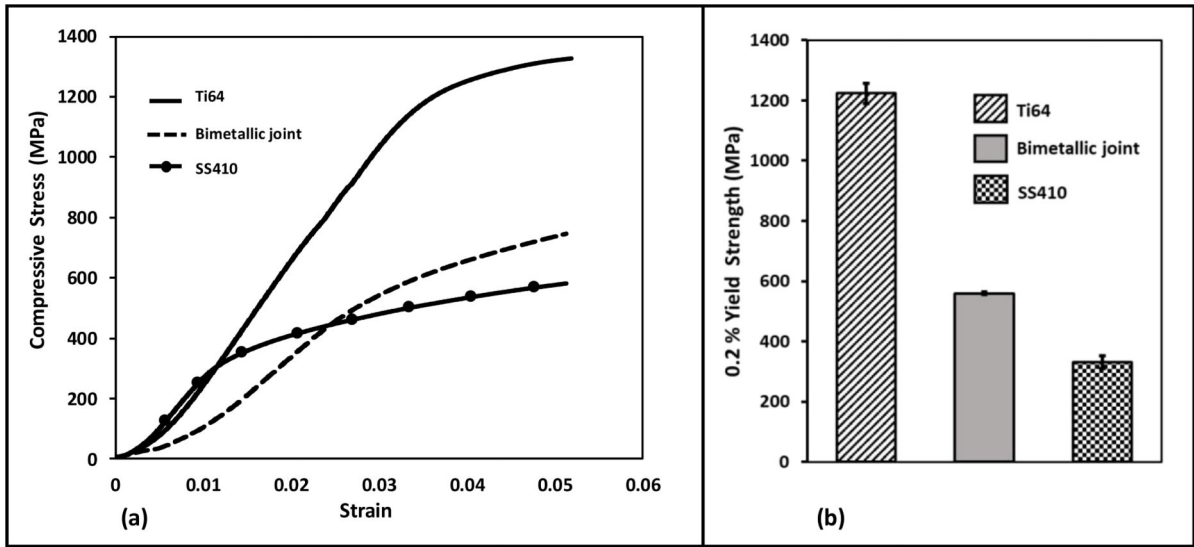 1400
1200
1000
800
600
400
200
0
Compressive Stress (MPa)
Ti64
Bimetallic joint
SS410
0 0.01 0.02 0.03 0.04 0.05 0.06
Strain
(a)
1400
1200
1000
800
600
400
200
0
0.2 % Yield Strength (MPa)
Ti64
Bimetallic joint
SS410
(b)